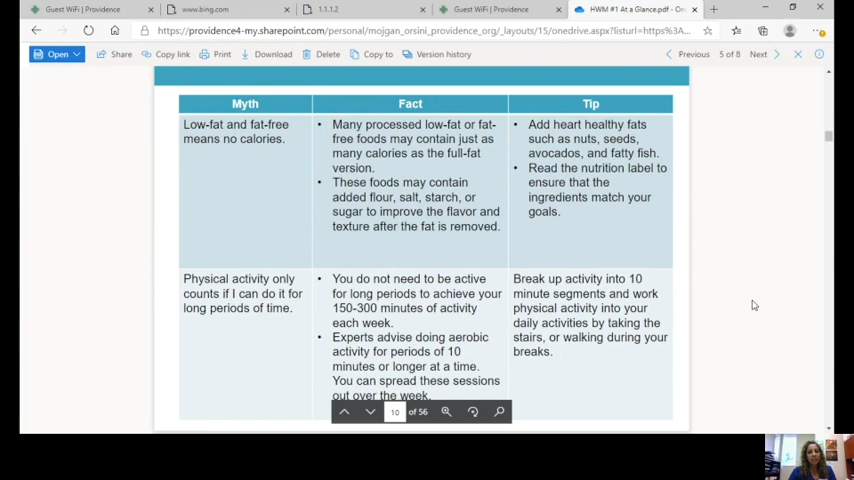 Guest WiFi | Providence
www.bing.com
1.1.1.2
Guest WiFi | Providence
HWM #1 At a Glance.pdf - One
https://providence4-my.sharepoint.com/personal/mojgan_orsini_providence_org/_layouts/15/onedrive.aspx?listurl=https%3A...
Open
Share
Copy link
Print
Download
Delete
Copy to
Version history
Previous
5 of 8
Next
Myth
Fact
Tip
Low-fat and fat-free
means no calories.
• Many processed low-fat or fat-
free foods may contain just as
many calories as the full-fat
version.
• These foods may contain
added flour, salt, starch, or
sugar to improve the flavor and
texture after the fat is removed.
• Add heart healthy fats
such as nuts, seeds,
avocados, and fatty fish.
• Read the nutrition label to
ensure that the
ingredients match your
goals.
Physical activity only
counts if I can do it for
long periods of time.
• You do not need to be active
for long periods to achieve your
150-300 minutes of activity
each week.
• Experts advise doing aerobic
activity for periods of 10
minutes or longer at a time.
You can spread these sessions
out over the week.
Break up activity into 10
minute segments and work
physical activity into your
daily activities by taking the
stairs, or walking during your
breaks.
10 of 56